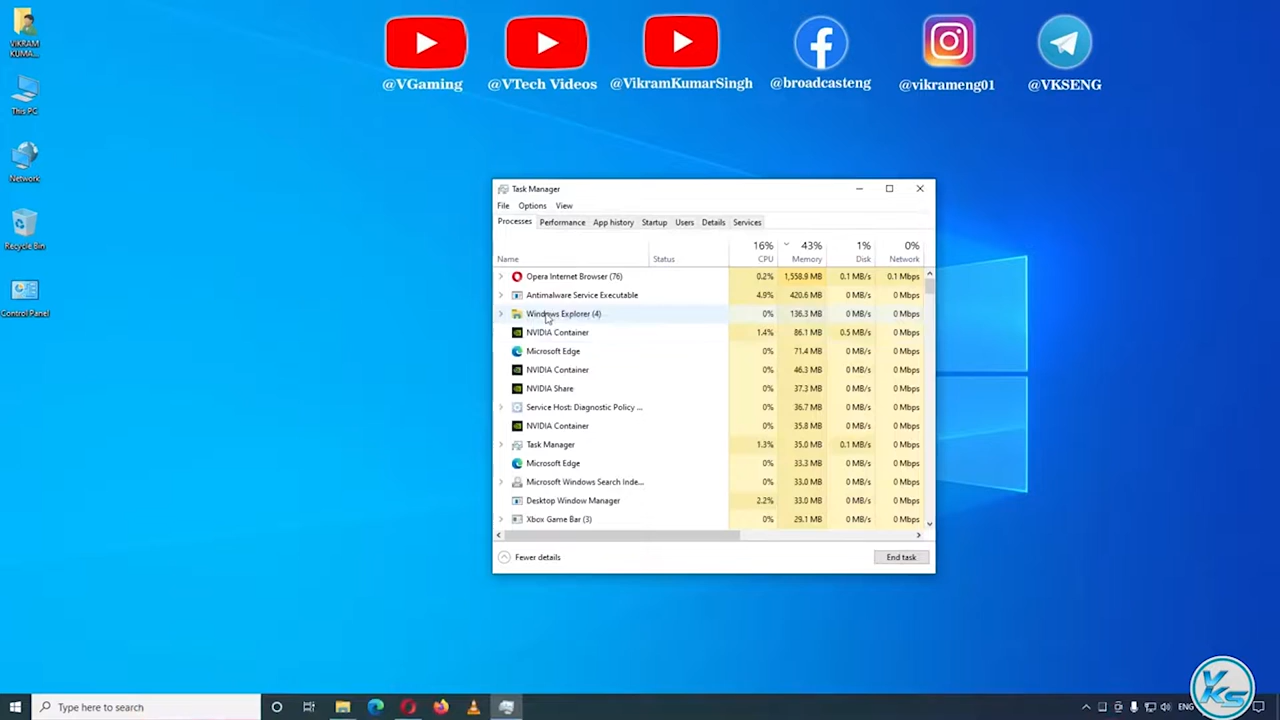 VIKRAM
KUMA...
This PC
Network
Recycle Bin
Control Panel
@VGaming
@VTech Videos
@VikramKumarSingh
@broadcasteng
@vikrameng01
@VKSENG
Task Manager
File Options View
Processes Performance App history Startup Users Details Services
16% 43% 1% 0%
Name Status CPU Memory Disk Network
Opera Internet Browser (76) 0.2% 1,558.9 MB 0.1 MB/s 0.1 Mbps
Antimalware Service Executable 4.9% 420.6 MB 0 MB/s 0 Mbps
Windows Explorer (4) 0% 136.3 MB 0 MB/s 0 Mbps
NVIDIA Container 1.4% 86.1 MB 0.5 MB/s 0 Mbps
Microsoft Edge 0% 71.4 MB 0 MB/s 0 Mbps
NVIDIA Container 0% 46.3 MB 0 MB/s 0 Mbps
NVIDIA Share 0% 37.3 MB 0 MB/s 0 Mbps
Service Host: Diagnostic Policy ... 0% 36.7 MB 0 MB/s 0 Mbps
NVIDIA Container 0% 35.8 MB 0 MB/s 0 Mbps
Task Manager 1.3% 35.0 MB 0.1 MB/s 0 Mbps
Microsoft Edge 0% 33.3 MB 0 MB/s 0 Mbps
Microsoft Windows Search Inde... 0% 33.0 MB 0 MB/s 0 Mbps
Desktop Window Manager 2.2% 33.0 MB 0 MB/s 0 Mbps
Xbox Game Bar (3) 0% 29.1 MB 0 MB/s 0 Mbps
Fewer details End task
Type here to search
ENG
VKS